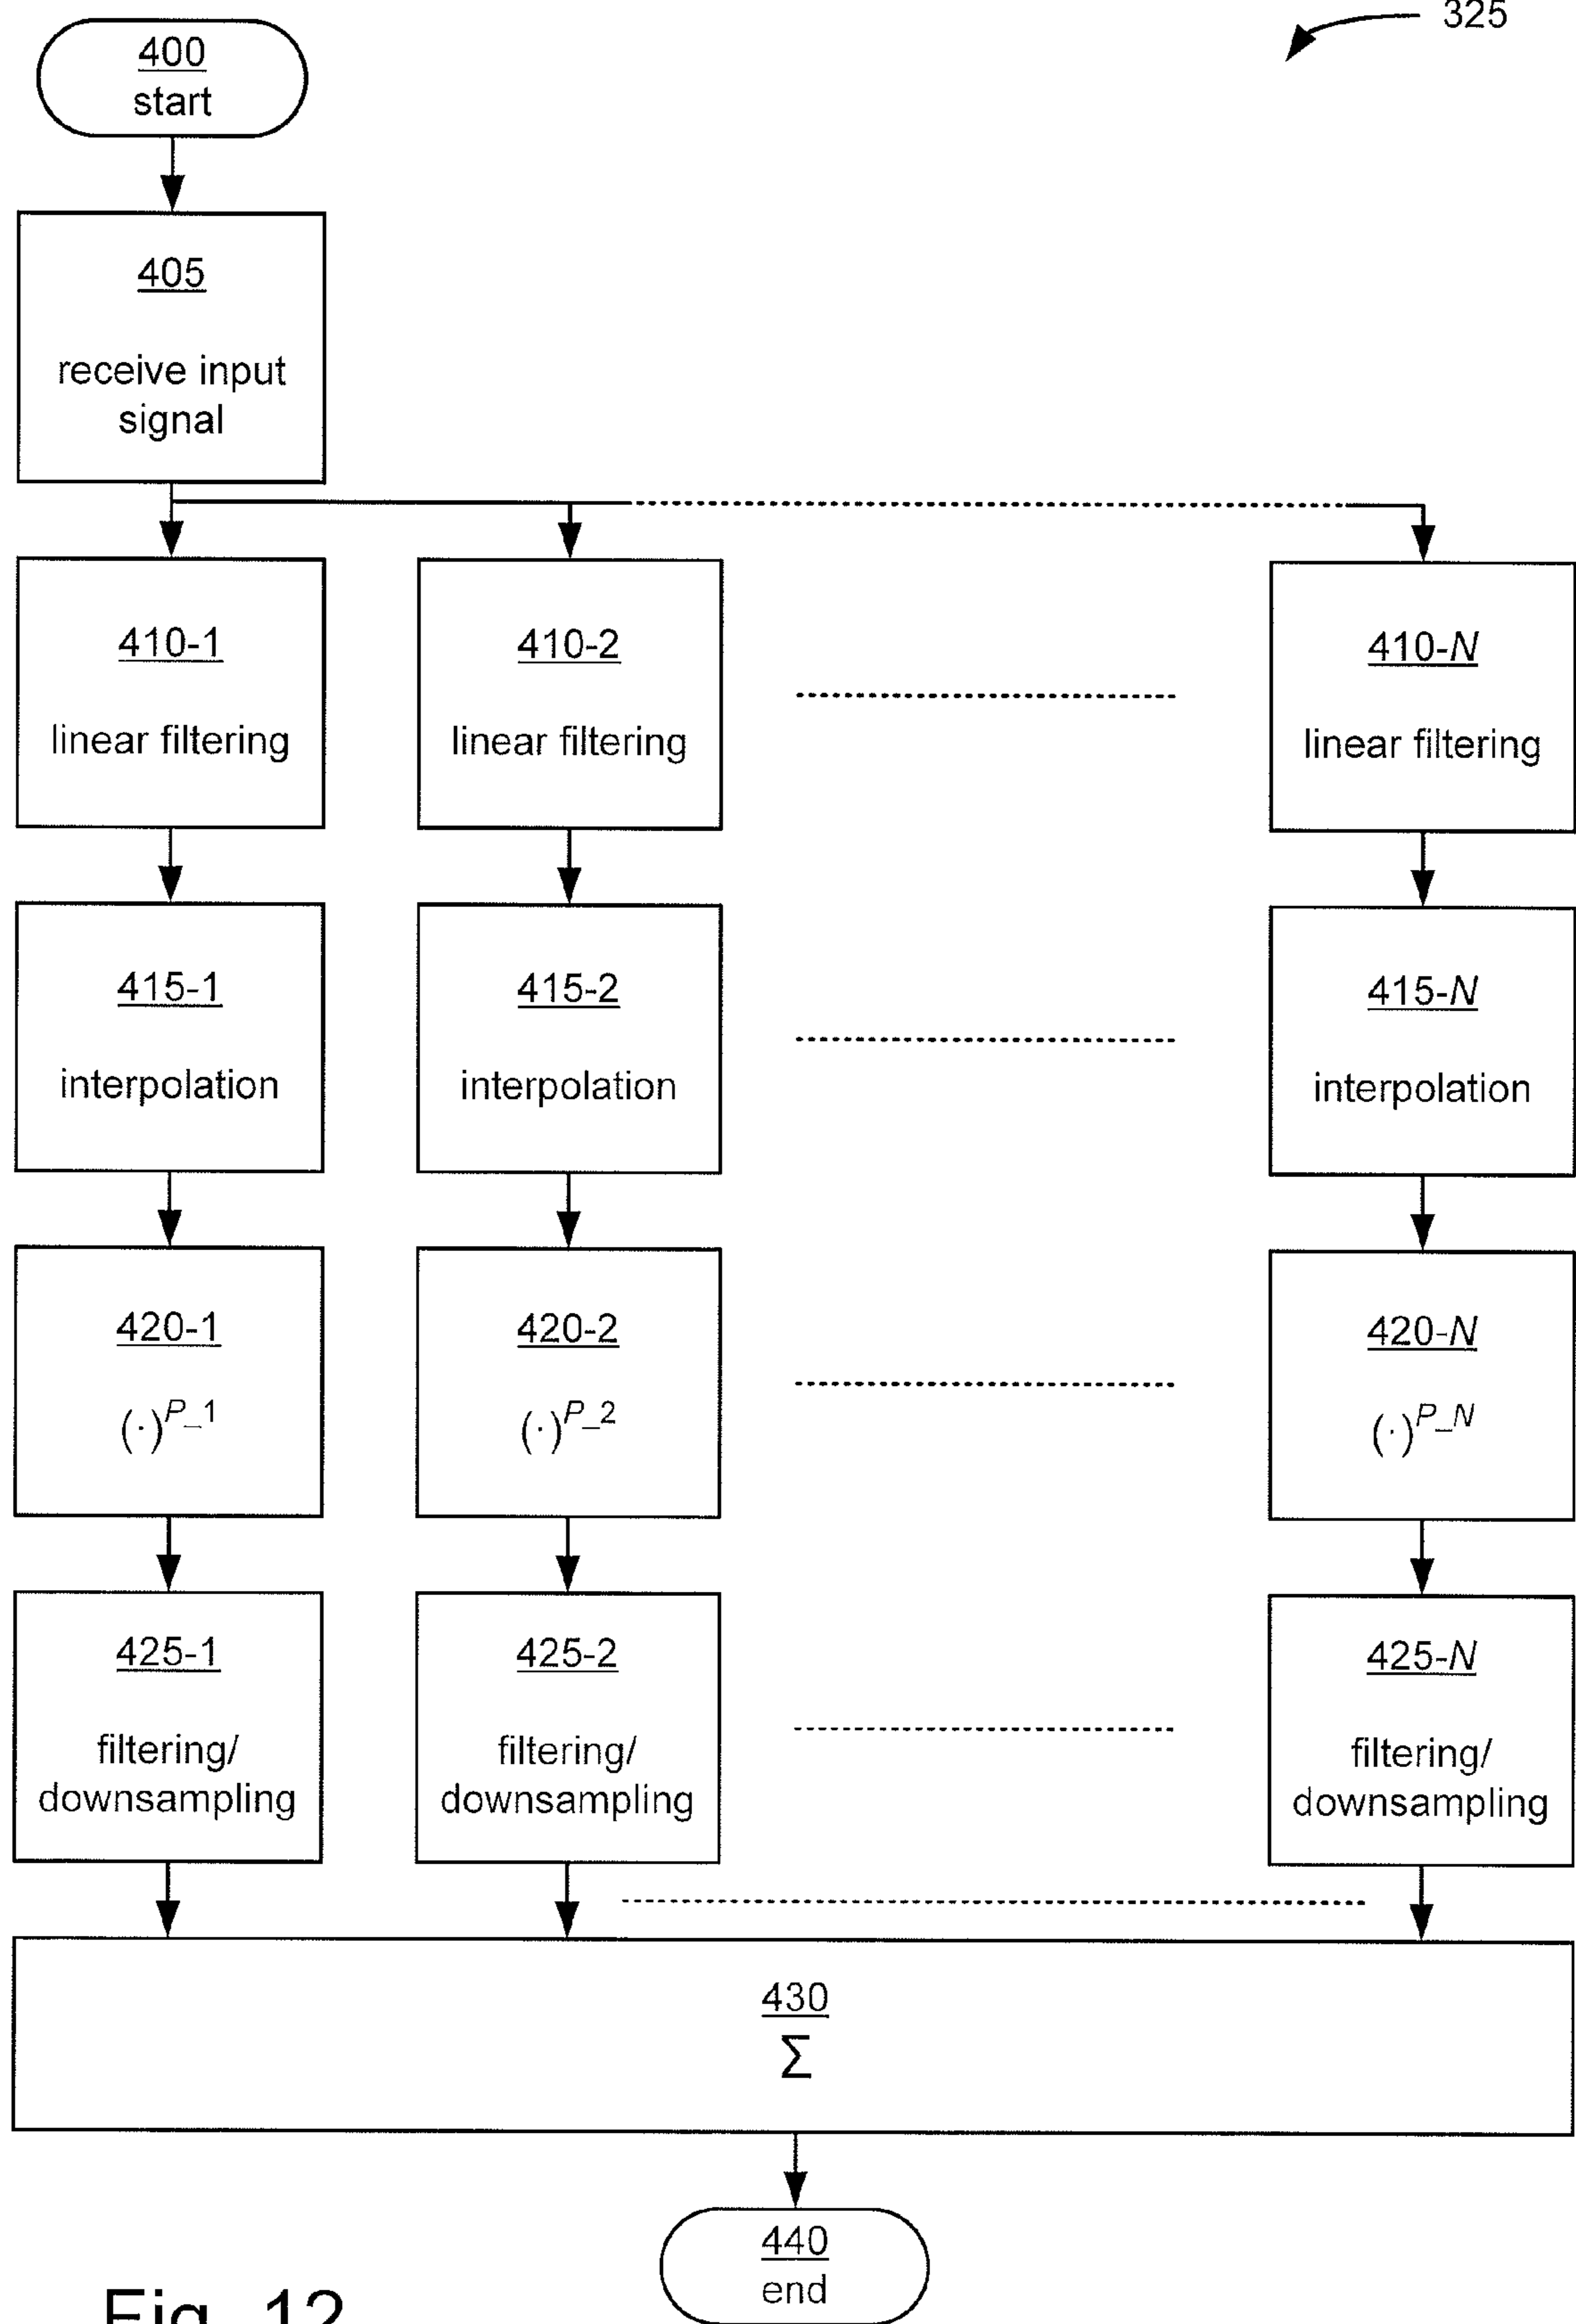 325
400
start
405
receive input
signal
410-1
linear filtering
410-2
linear filtering
410-N
linear filtering
415-1
interpolation
415-2
interpolation
415-N
interpolation
420-1
(·)^P_1
420-2
(·)^P_2
420-N
(·)^P_N
425-1
filtering/
downsampling
425-2
filtering/
downsampling
425-N
filtering/
downsampling
430
Σ
440
end
Fig. 12